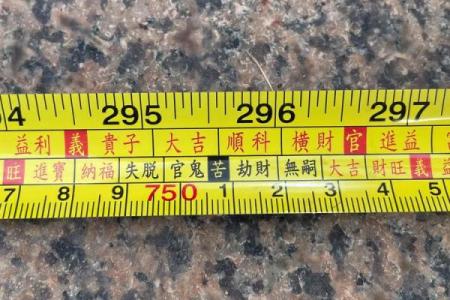 4 295 296 297
益利 義 貴子 大吉 順科 橫財 官 進益
旺 進寶 納福 失脫 官鬼 苦 劫財 無嗣 大吉 財旺 義 益
7 8 9 750 1 2 3 4 5